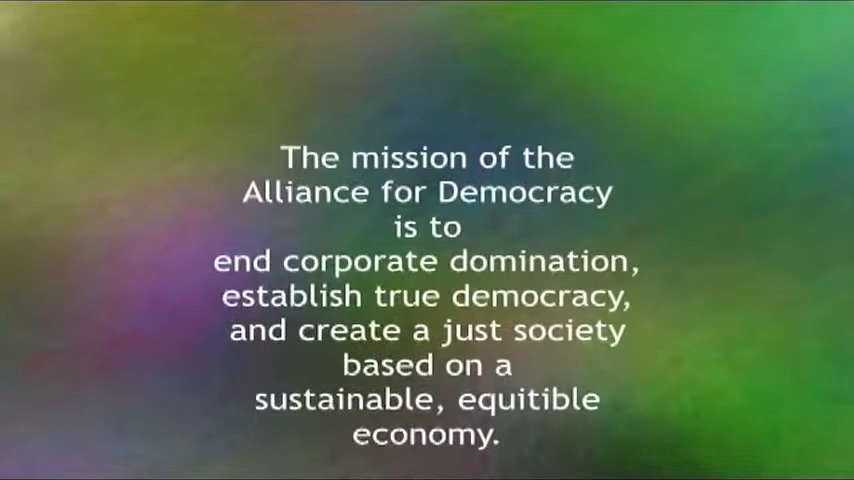 The mission of the
Alliance for Democracy
is to
end corporate domination,
establish true democracy,
and create a just society
based on a
sustainable, equitible
economy.